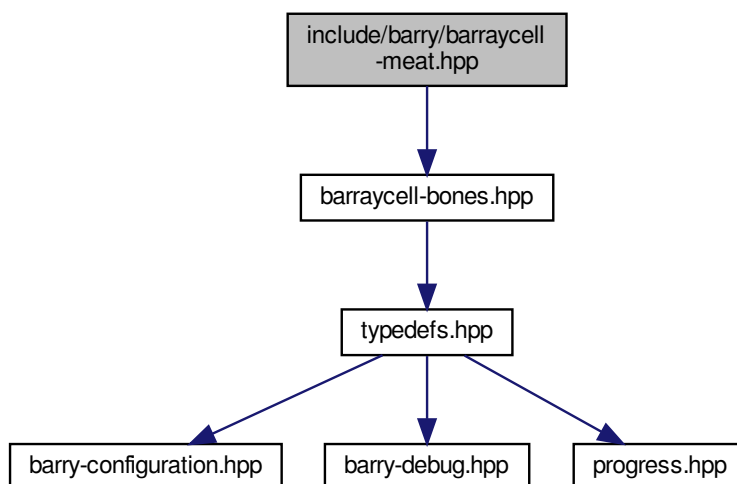 include/barry/barraycell
-meat.hpp
barraycell-bones.hpp
typedefs.hpp
barry-configuration.hpp
barry-debug.hpp
progress.hpp